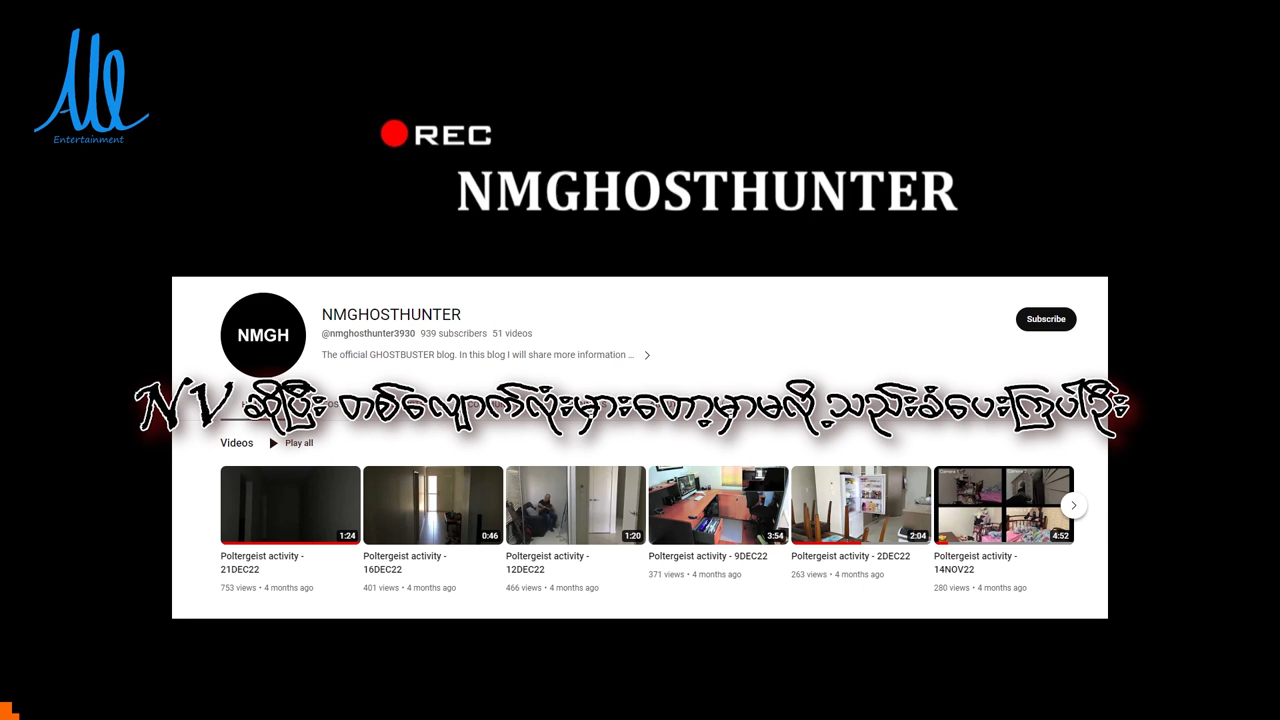 All
Entertainment
REC
NMGHOSTHUNTER
NMGH
NMGHOSTHUNTER
@nmghosthunter3930 939 subscribers 51 videos
The official GHOSTBUSTER blog. In this blog I will share more information ...
Subscribe
NV ဆိုပြီး တစ်လျှောက်လုံးမှားတော့မှာမလို့သည်းခံပေးကြပါဦး
Videos Play all
1:24
0:46
1:20
3:54
2:04
4:52
Poltergeist activity - 21DEC22
753 views • 4 months ago
Poltergeist activity - 16DEC22
401 views • 4 months ago
Poltergeist activity - 12DEC22
466 views • 4 months ago
Poltergeist activity - 9DEC22
371 views • 4 months ago
Poltergeist activity - 2DEC22
263 views • 4 months ago
Poltergeist activity - 14NOV22
280 views • 4 months ago